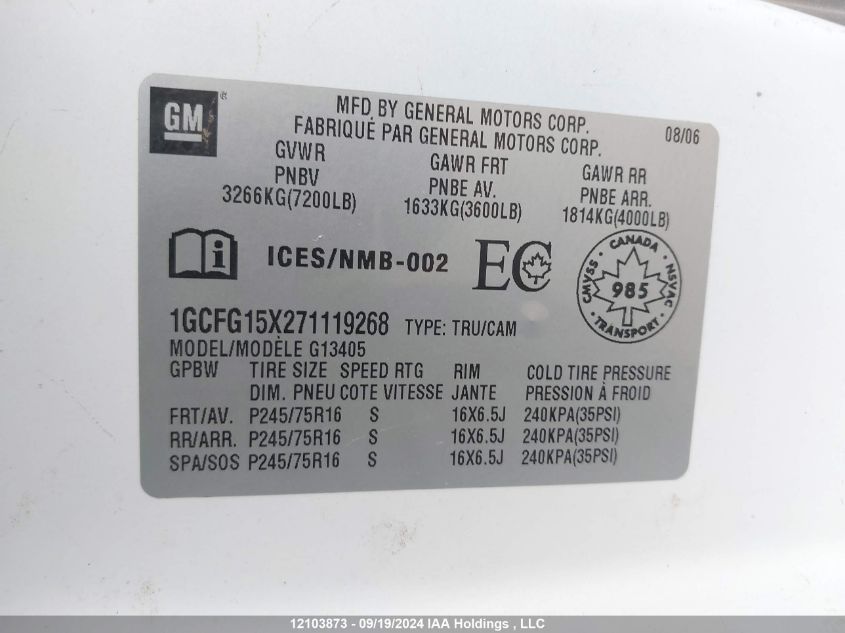 GM ®
MFD BY GENERAL MOTORS CORP. 08/06
FABRIQUÉ PAR GENERAL MOTORS CORP.
GVWR GAWR FRT GAWR RR
PNBV PNBE AV. PNBE ARR.
3266KG(7200LB) 1633KG(3600LB) 1814KG(4000LB)
i ICES/NMB-002 EC
CANADA
CMVSS 985 NSVAC
TRANSPORT
1GCFG15X271119268 TYPE: TRU/CAM
MODEL/MODÈLE G13405
GPBW TIRE SIZE SPEED RTG RIM COLD TIRE PRESSURE
DIM. PNEU COTE VITESSE JANTE PRESSION À FROID
FRT/AV. P245/75R16 S 16X6.5J 240KPA(35PSI)
RR/ARR. P245/75R16 S 16X6.5J 240KPA(35PSI)
SPA/SOS P245/75R16 S 16X6.5J 240KPA(35PSI)
12103873 - 09/19/2024 IAA Holdings , LLC